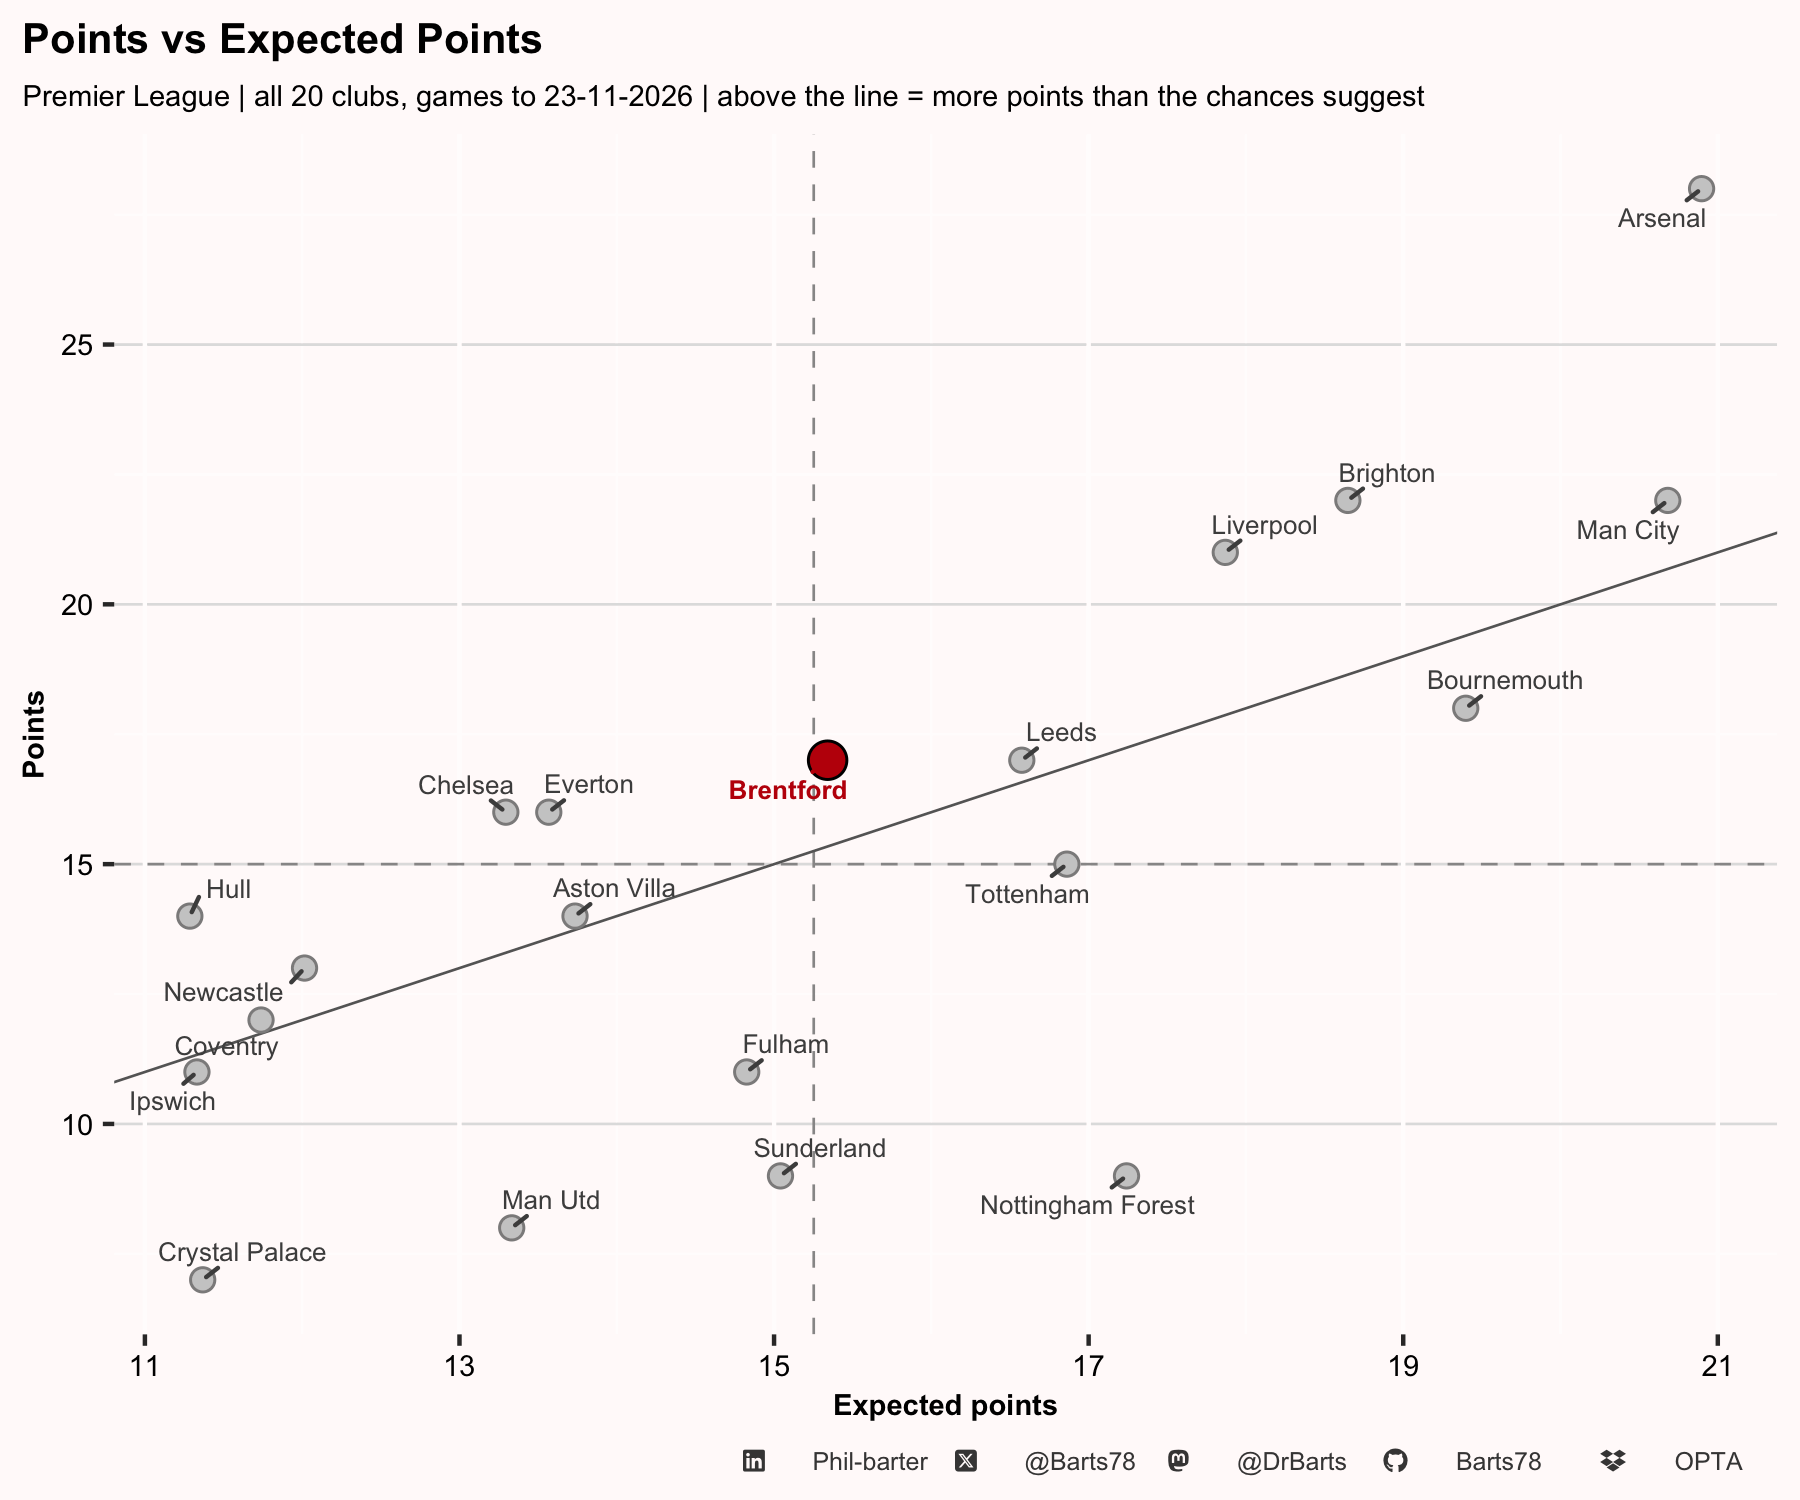 Points vs Expected Points
Premier League | all 20 clubs, games to 23-11-2026 | above the line = more points than the chances suggest
Arsenal
25
Brighton
Liverpool
Man City
20
Bournemouth
Leeds
Points
Chelsea
Everton
Brentford
15
Hull
Aston Villa
Tottenham
Newcastle
Coventry
Fulham
Ipswich
10
Sunderland
Man Utd
Nottingham Forest
Crystal Palace
11 13 15 17 19 21
Expected points
Phil-barter @Barts78 @DrBarts Barts78 OPTA